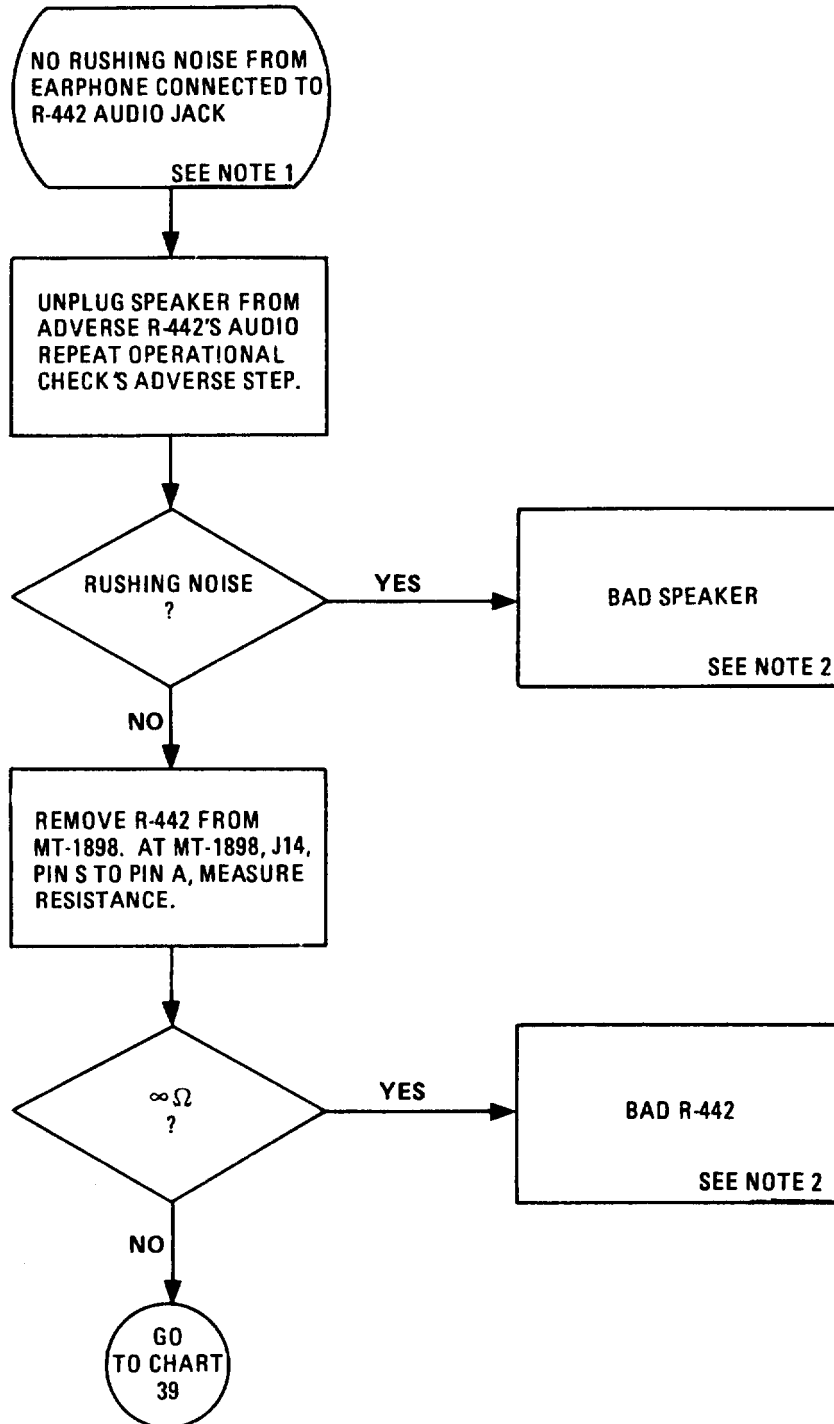 NO RUSHING NOISE FROM
EARPHONE CONNECTED TO
R-442 AUDIO JACK
SEE NOTE 1
UNPLUG SPEAKER FROM
ADVERSE R-442'S AUDIO
REPEAT OPERATIONAL
CHECK'S ADVERSE STEP.
RUSHING NOISE
?
YES
BAD SPEAKER
SEE NOTE 2
NO
REMOVE R-442 FROM
MT-1898. AT MT-1898, J14,
PIN S TO PIN A, MEASURE
RESISTANCE.
∞Ω
?
YES
BAD R-442
SEE NOTE 2
NO
GO
TO CHART
39